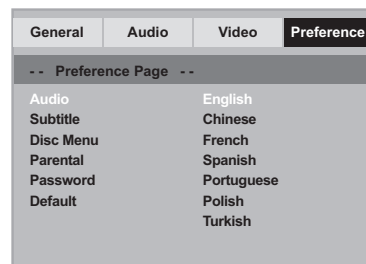 General Audio Video Preference
- - Preference Page - -
Audio English
Subtitle Chinese
Disc Menu French
Parental Spanish
Password Portuguese
Default Polish
Turkish